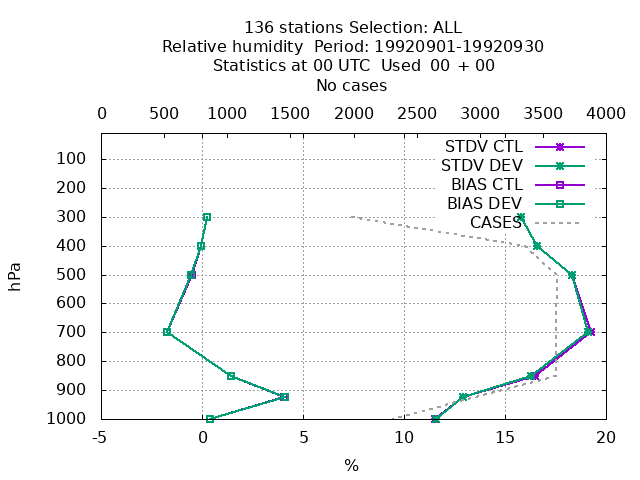 136 stations Selection: ALL
Relative humidity  Period: 19920901-19920930
Statistics at 00 UTC  Used  00 + 00
No cases
0 500 1000 1500 2000 2500 3000 3500 4000
STDV CTL
STDV DEV
BIAS CTL
BIAS DEV
CASES
100
200
300
400
500
600
700
800
900
1000
hPa
-5 0 5 10 15 20
%